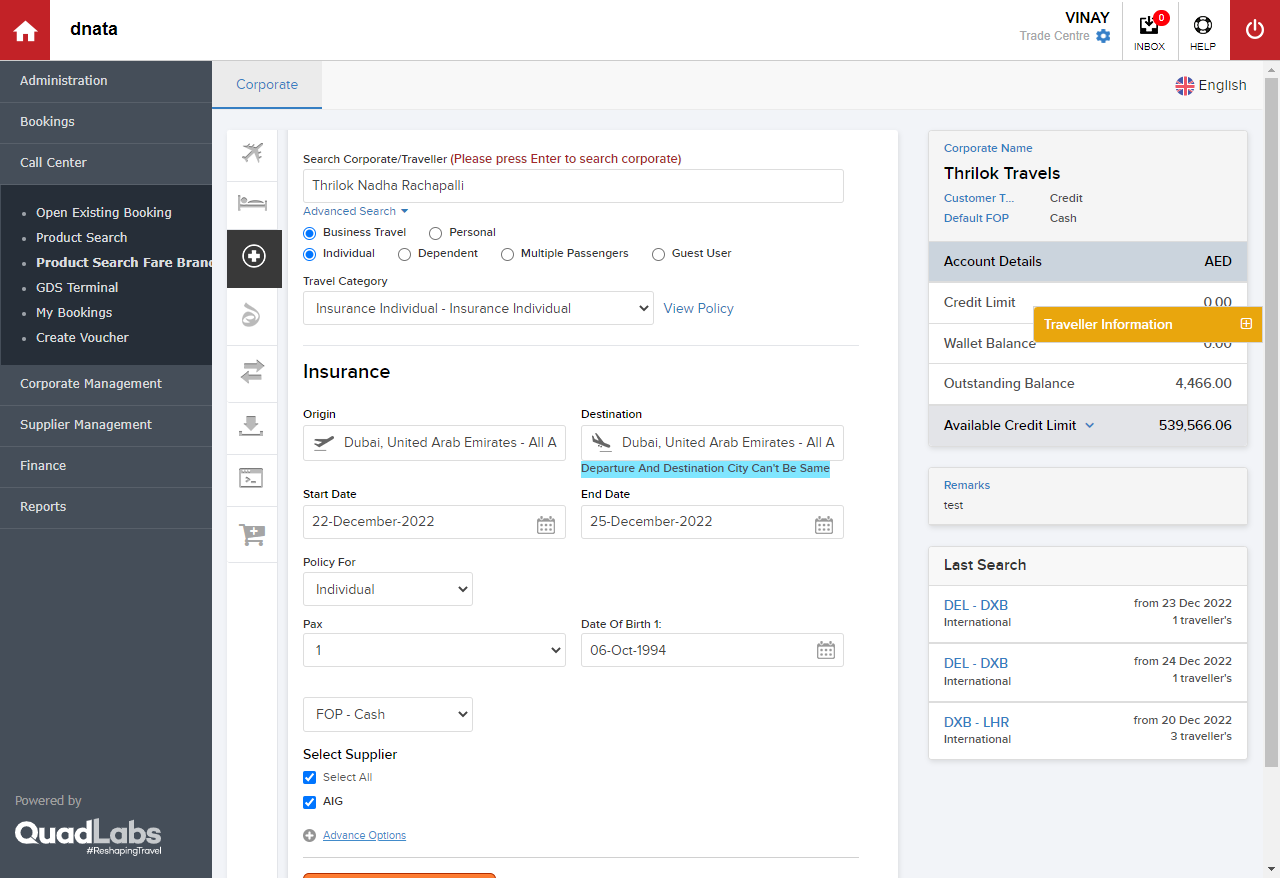 dnata
VINAY
Trade Centre
0
INBOX
HELP
Administration
Bookings
Call Center
Open Existing Booking
Product Search
Product Search Fare Brand
GDS Terminal
My Bookings
Create Voucher
Corporate Management
Supplier Management
Finance
Reports
Powered by
QuadLabs
#ReshapingTravel
Corporate
English
Search Corporate/Traveller (Please press Enter to search corporate)
Thrilok Nadha Rachapalli
Advanced Search
Business Travel Personal
Individual Dependent Multiple Passengers Guest User
Travel Category
Insurance Individual - Insurance Individual View Policy
Insurance
Origin Destination
Dubai, United Arab Emirates - All A Dubai, United Arab Emirates - All A
Departure And Destination City Can't Be Same
Start Date End Date
22-December-2022 25-December-2022
Policy For
Individual
Pax Date Of Birth 1:
1 06-Oct-1994
FOP - Cash
Select Supplier
Select All
AIG
Advance Options
Corporate Name
Thrilok Travels
Customer T... Credit
Default FOP Cash
Account Details AED
Credit Limit 0.00
Traveller Information
Wallet Balance 0.00
Outstanding Balance 4,466.00
Available Credit Limit 539,566.06
Remarks
test
Last Search
DEL - DXB from 23 Dec 2022
International 1 traveller's
DEL - DXB from 24 Dec 2022
International 1 traveller's
DXB - LHR from 20 Dec 2022
International 3 traveller's